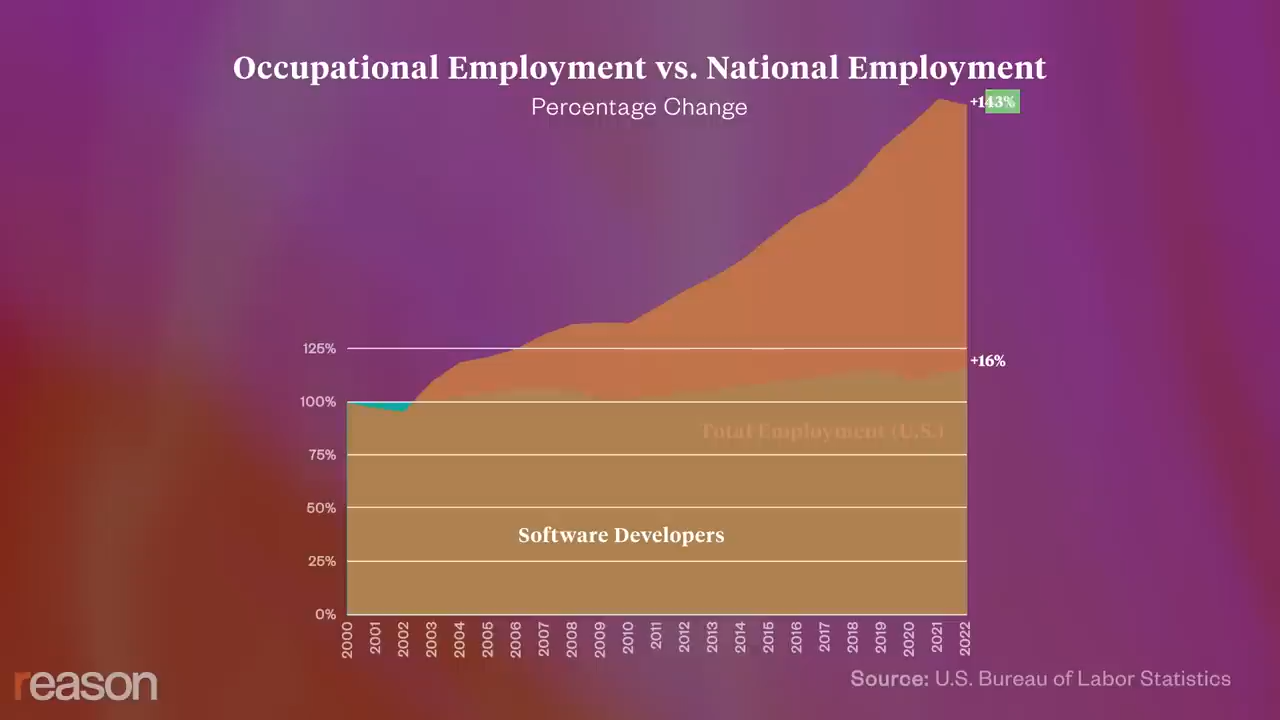 Occupational Employment vs. National Employment
Percentage Change
+143%
125%
+16%
100%
Total Employment (U.S.)
75%
50%
Software Developers
25%
0%
2000 2001 2002 2003 2004 2005 2006 2007 2008 2009 2010 2011 2012 2013 2014 2015 2016 2017 2018 2019 2020 2021 2022
Source: U.S. Bureau of Labor Statistics
reason